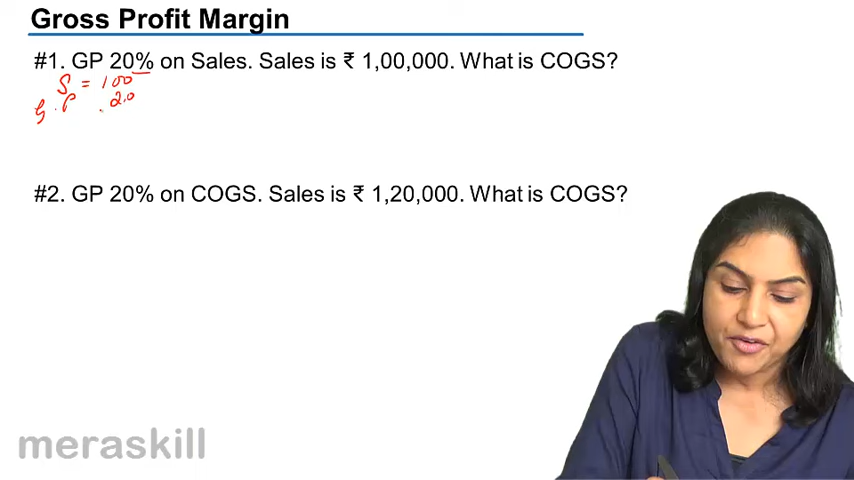 Gross Profit Margin
#1. GP 20% on Sales. Sales is ₹ 1,00,000. What is COGS?
S = 100
G.P. 20
#2. GP 20% on COGS. Sales is ₹ 1,20,000. What is COGS?
meraskill